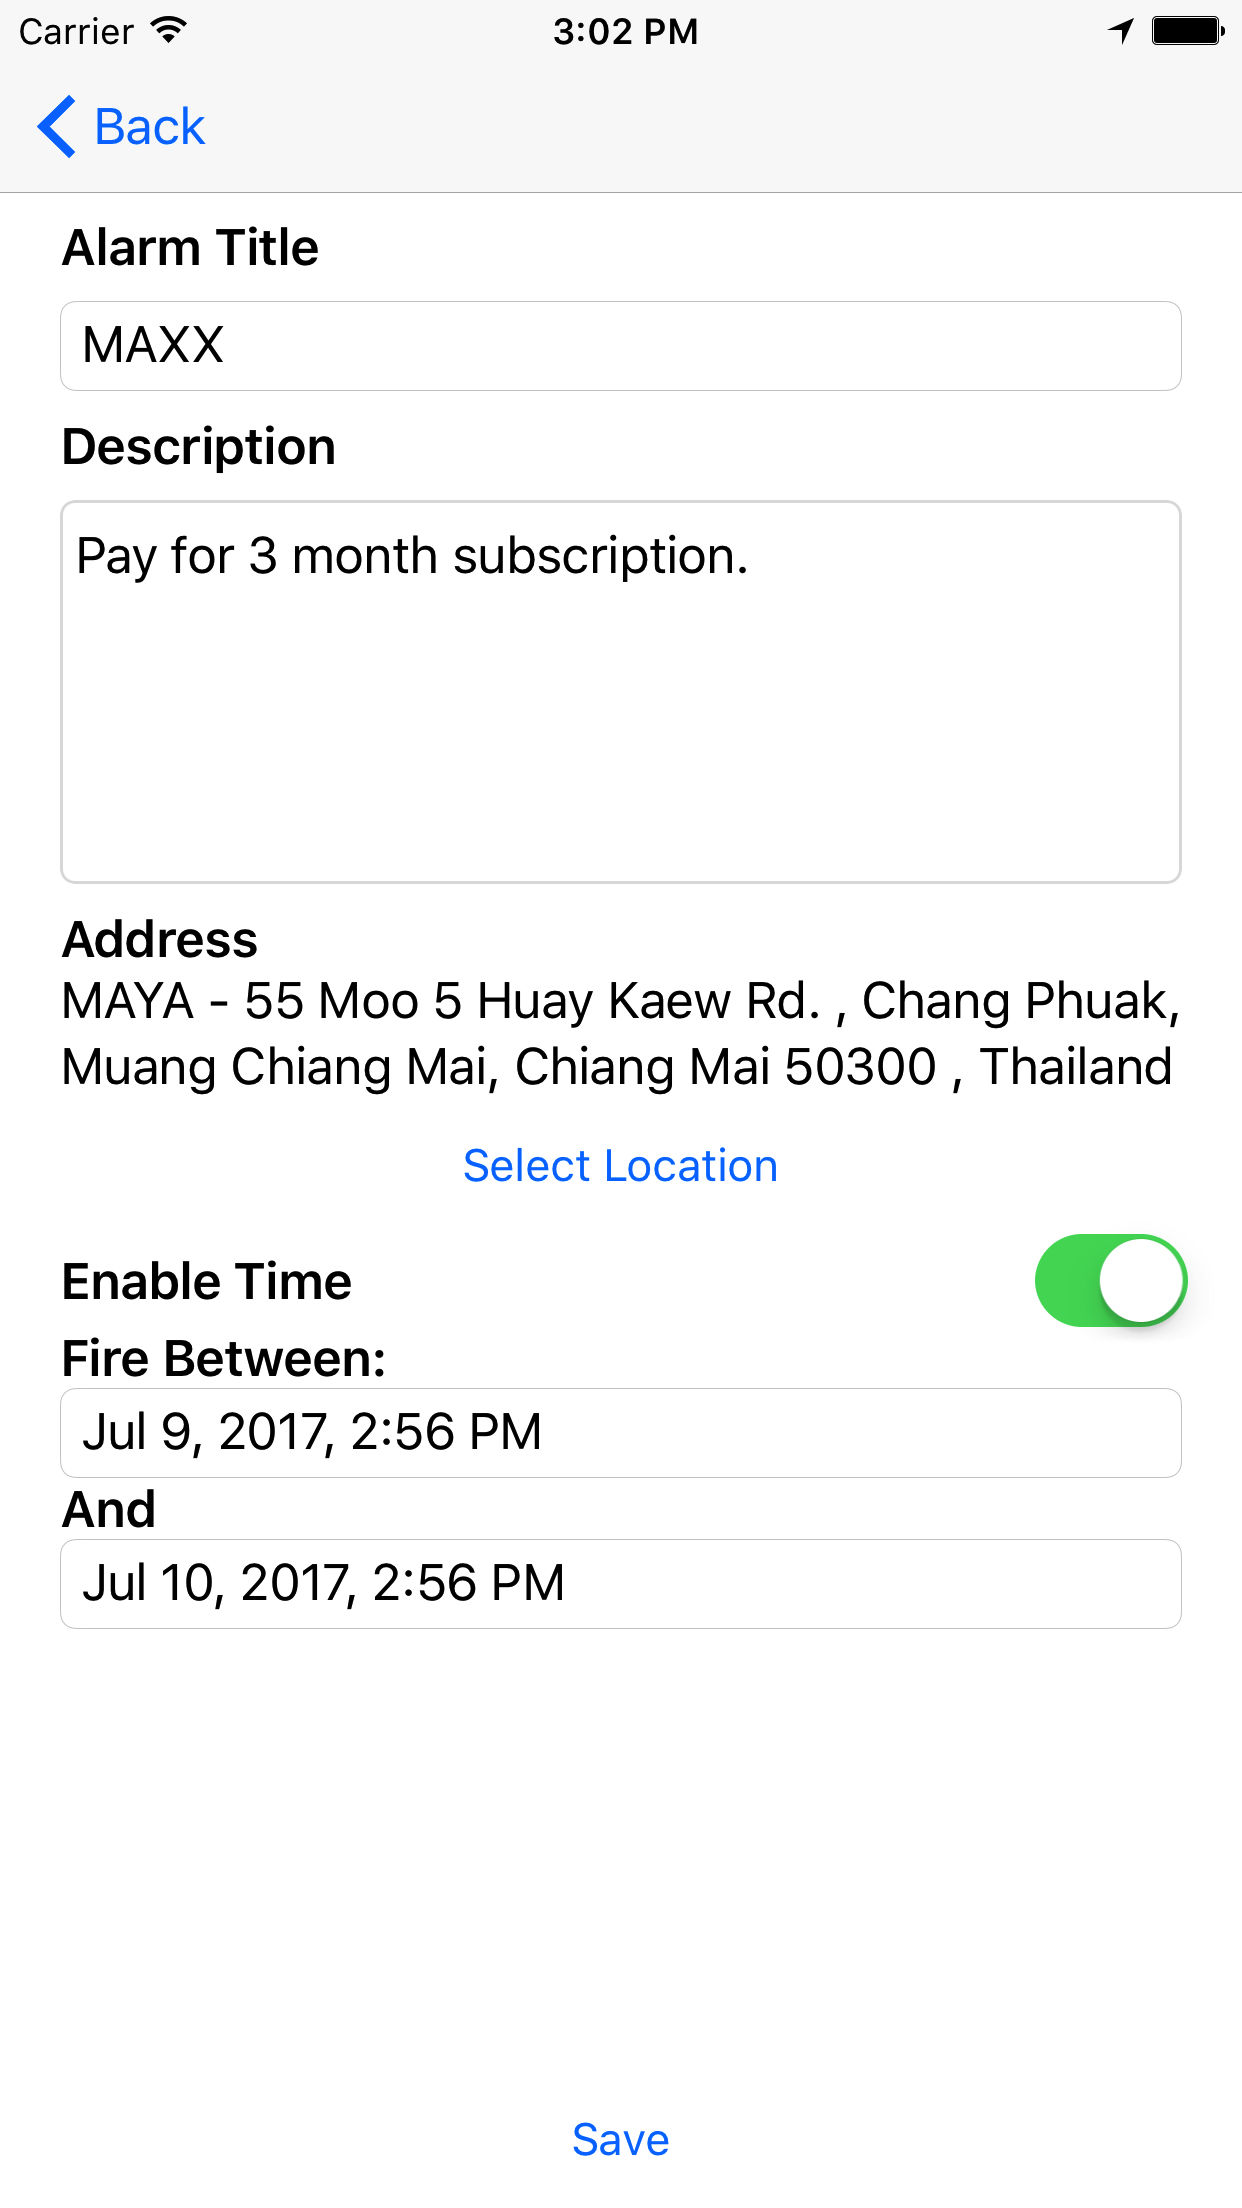 Carrier 3:02 PM
Back
Alarm Title
MAXX
Description
Pay for 3 month subscription.
Address
MAYA - 55 Moo 5 Huay Kaew Rd. , Chang Phuak,
Muang Chiang Mai, Chiang Mai 50300 , Thailand
Select Location
Enable Time
Fire Between:
Jul 9, 2017, 2:56 PM
And
Jul 10, 2017, 2:56 PM
Save